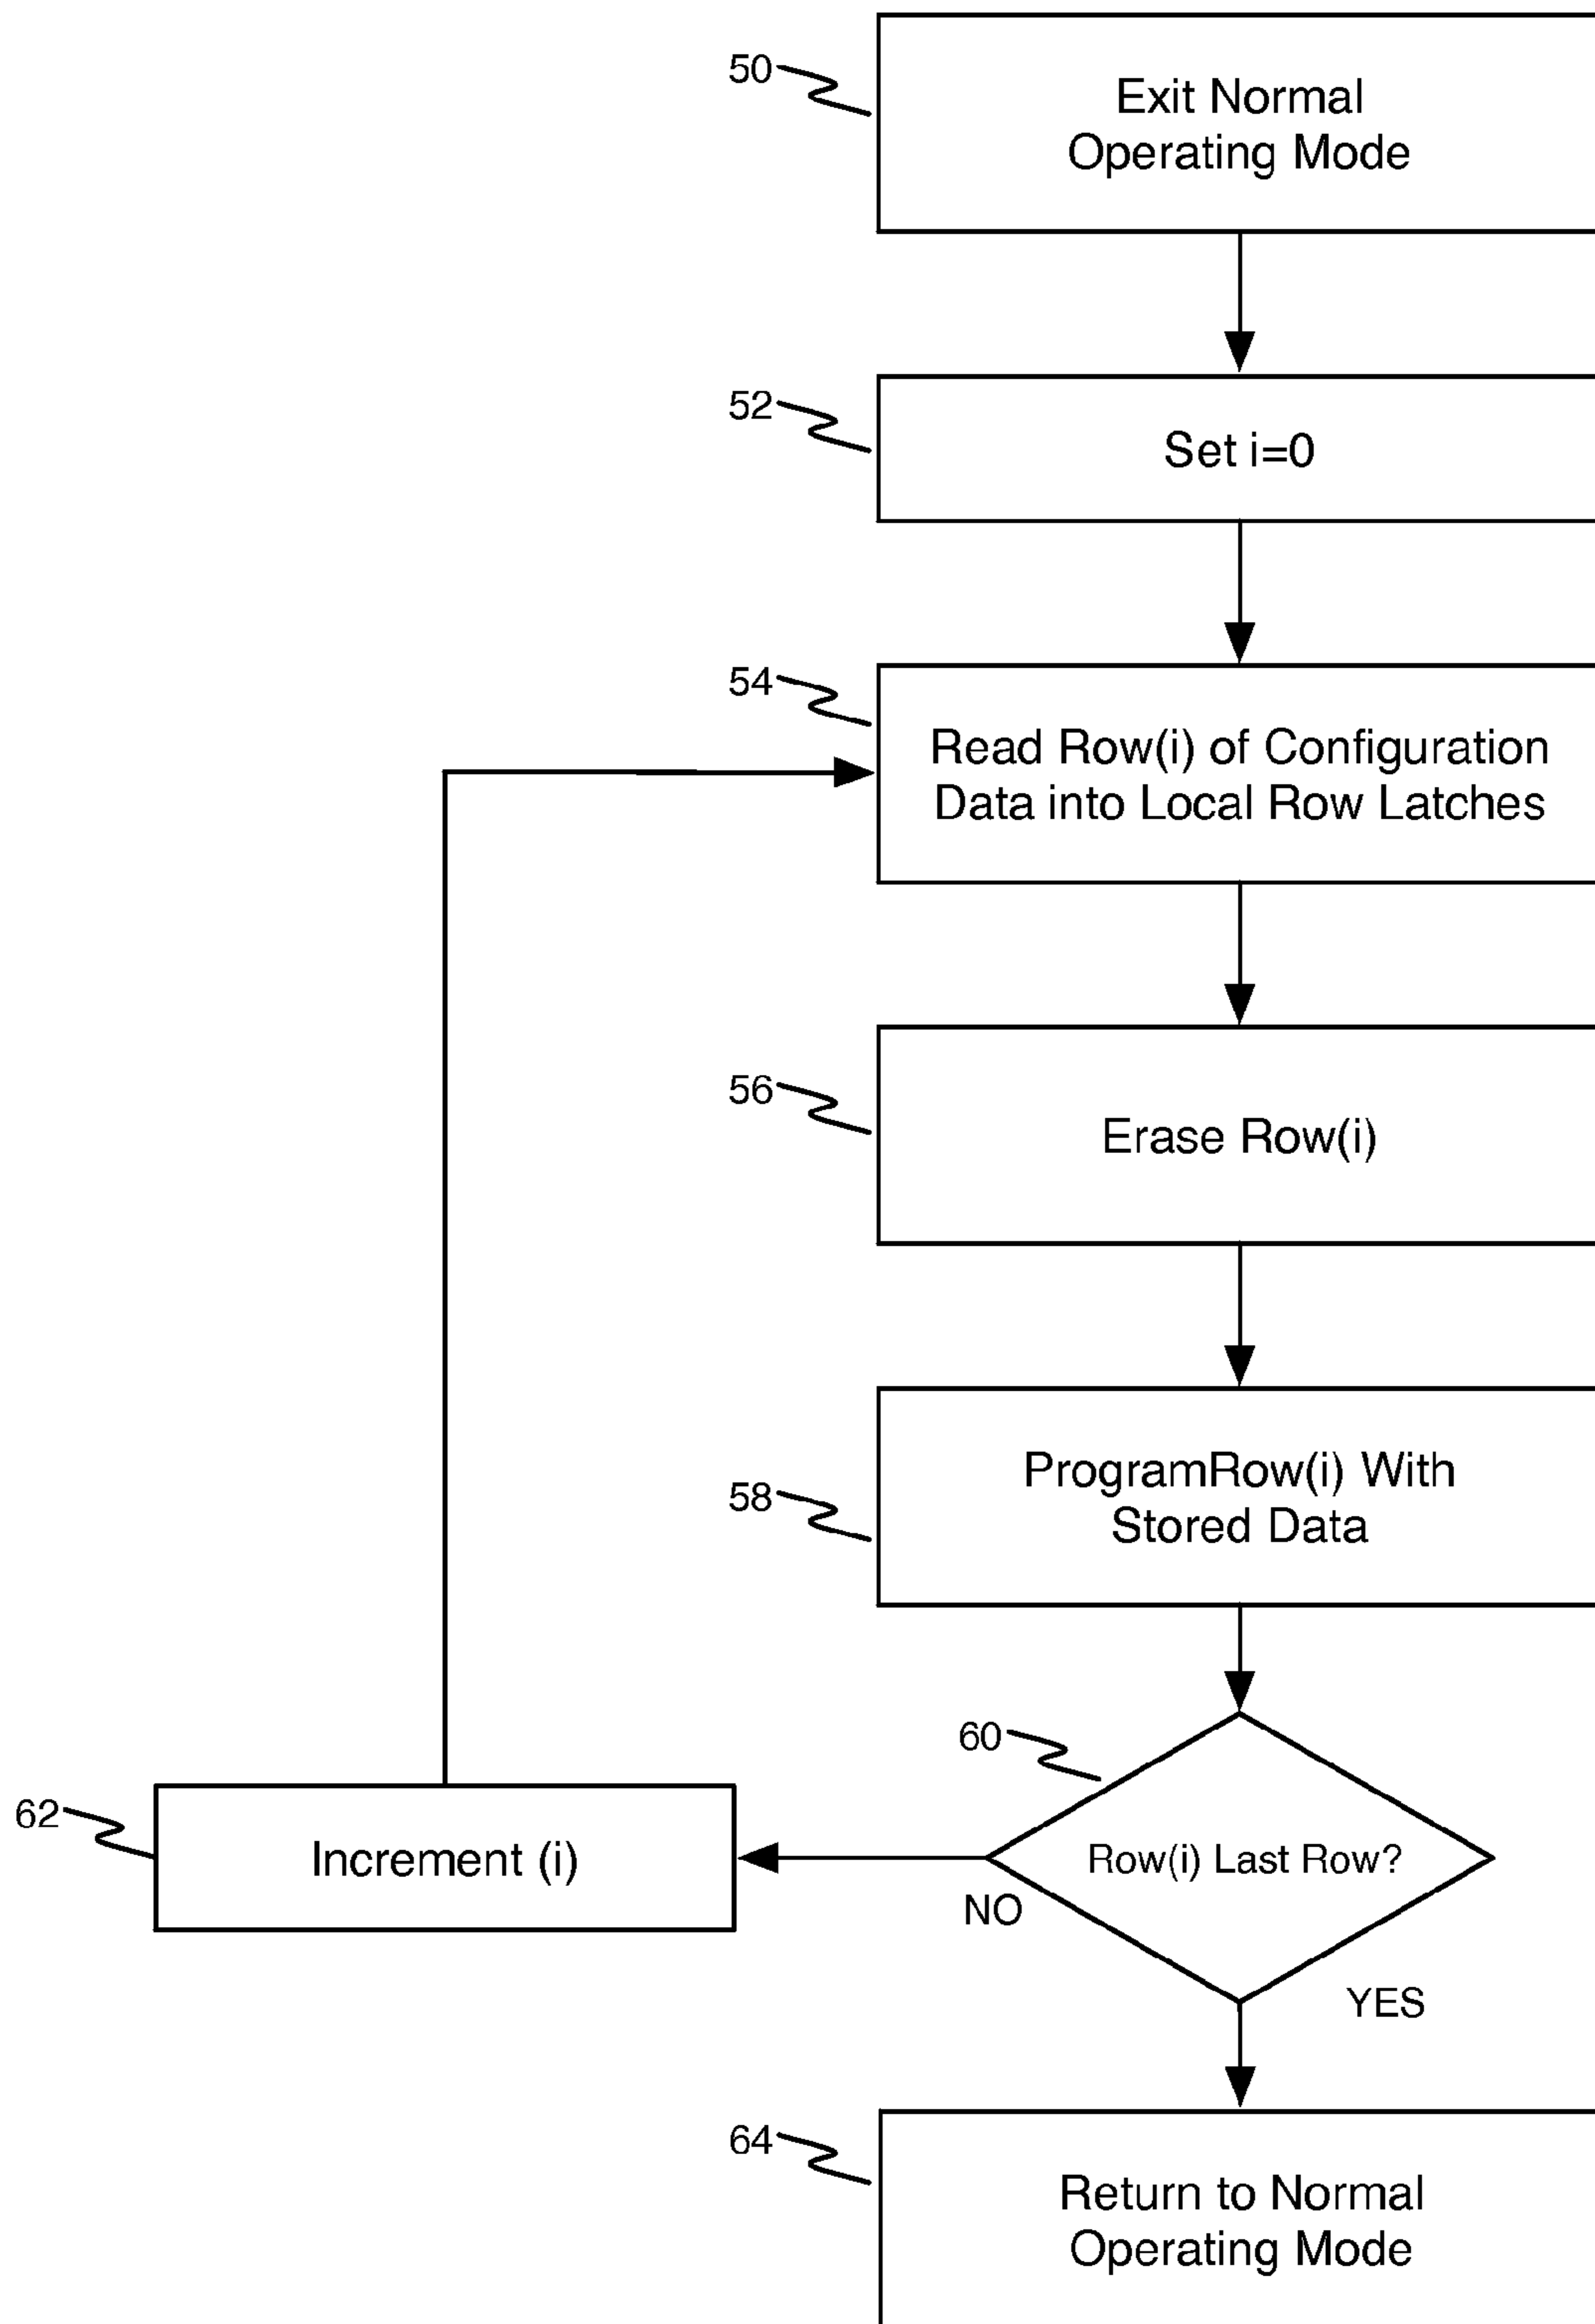 50
Exit Normal
Operating Mode
52
Set i=0
54
Read Row(i) of Configuration
Data into Local Row Latches
56
Erase Row(i)
58
ProgramRow(i) With
Stored Data
60
Row(i) Last Row?
62
Increment (i)
NO
YES
64
Return to Normal
Operating Mode